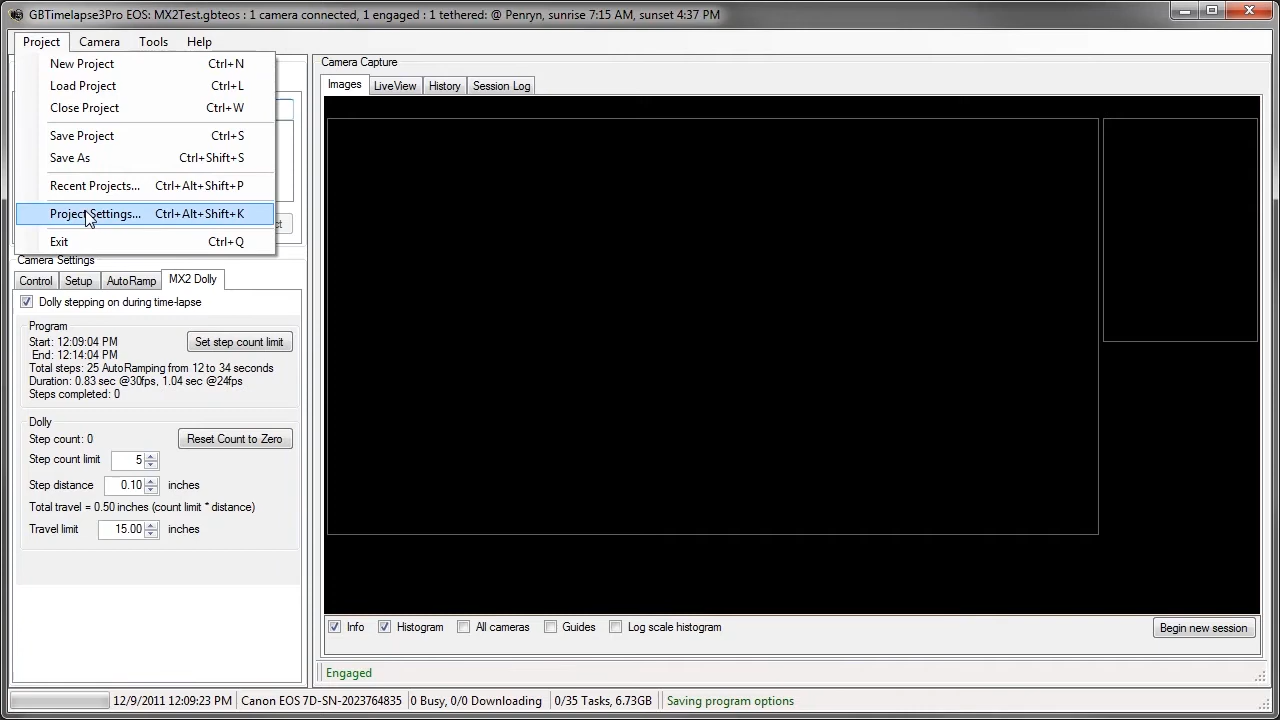 GBTimelapse3Pro EOS: MX2Test.gbteos : 1 camera connected, 1 engaged : 1 tethered: @ Penryn, sunrise 7:15 AM, sunset 4:37 PM
Project Camera Tools Help
New Project Ctrl+N
Load Project Ctrl+L
Close Project Ctrl+W
Save Project Ctrl+S
Save As Ctrl+Shift+S
Recent Projects... Ctrl+Alt+Shift+P
Project Settings... Ctrl+Alt+Shift+K
Exit Ctrl+Q
Camera Settings
Control Setup AutoRamp MX2 Dolly
Dolly stepping on during time-lapse
Program
Start: 12:09:04 PM
Set step count limit
End: 12:14:04 PM
Total steps: 25 AutoRamping from 12 to 34 seconds
Duration: 0.83 sec @30fps, 1.04 sec @24fps
Steps completed: 0
Dolly
Step count: 0
Reset Count to Zero
Step count limit 5
Step distance 0.10 inches
Total travel = 0.50 inches (count limit * distance)
Travel limit 15.00 inches
Camera Capture
Images LiveView History Session Log
Info Histogram All cameras Guides Log scale histogram
Begin new session
Engaged
12/9/2011 12:09:23 PM Canon EOS 7D-SN-2023764835 0 Busy, 0/0 Downloading 0/35 Tasks, 6.73GB Saving program options